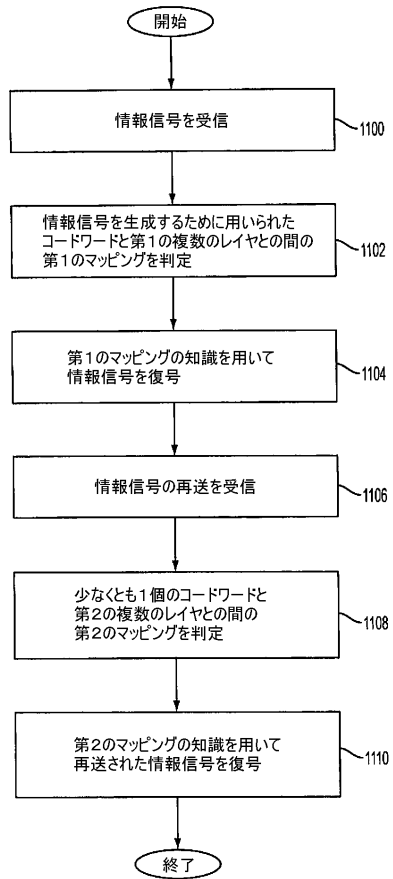 開始
情報信号を受信
1100
情報信号を生成するために用いられた
コードワードと第1の複数のレイヤとの間の
第1のマッピングを判定
1102
第1のマッピングの知識を用いて
情報信号を復号
1104
情報信号の再送を受信
1106
少なくとも1個のコードワードと
第2の複数のレイヤとの間の
第2のマッピングを判定
1108
第2のマッピングの知識を用いて
再送された情報信号を復号
1110
終了